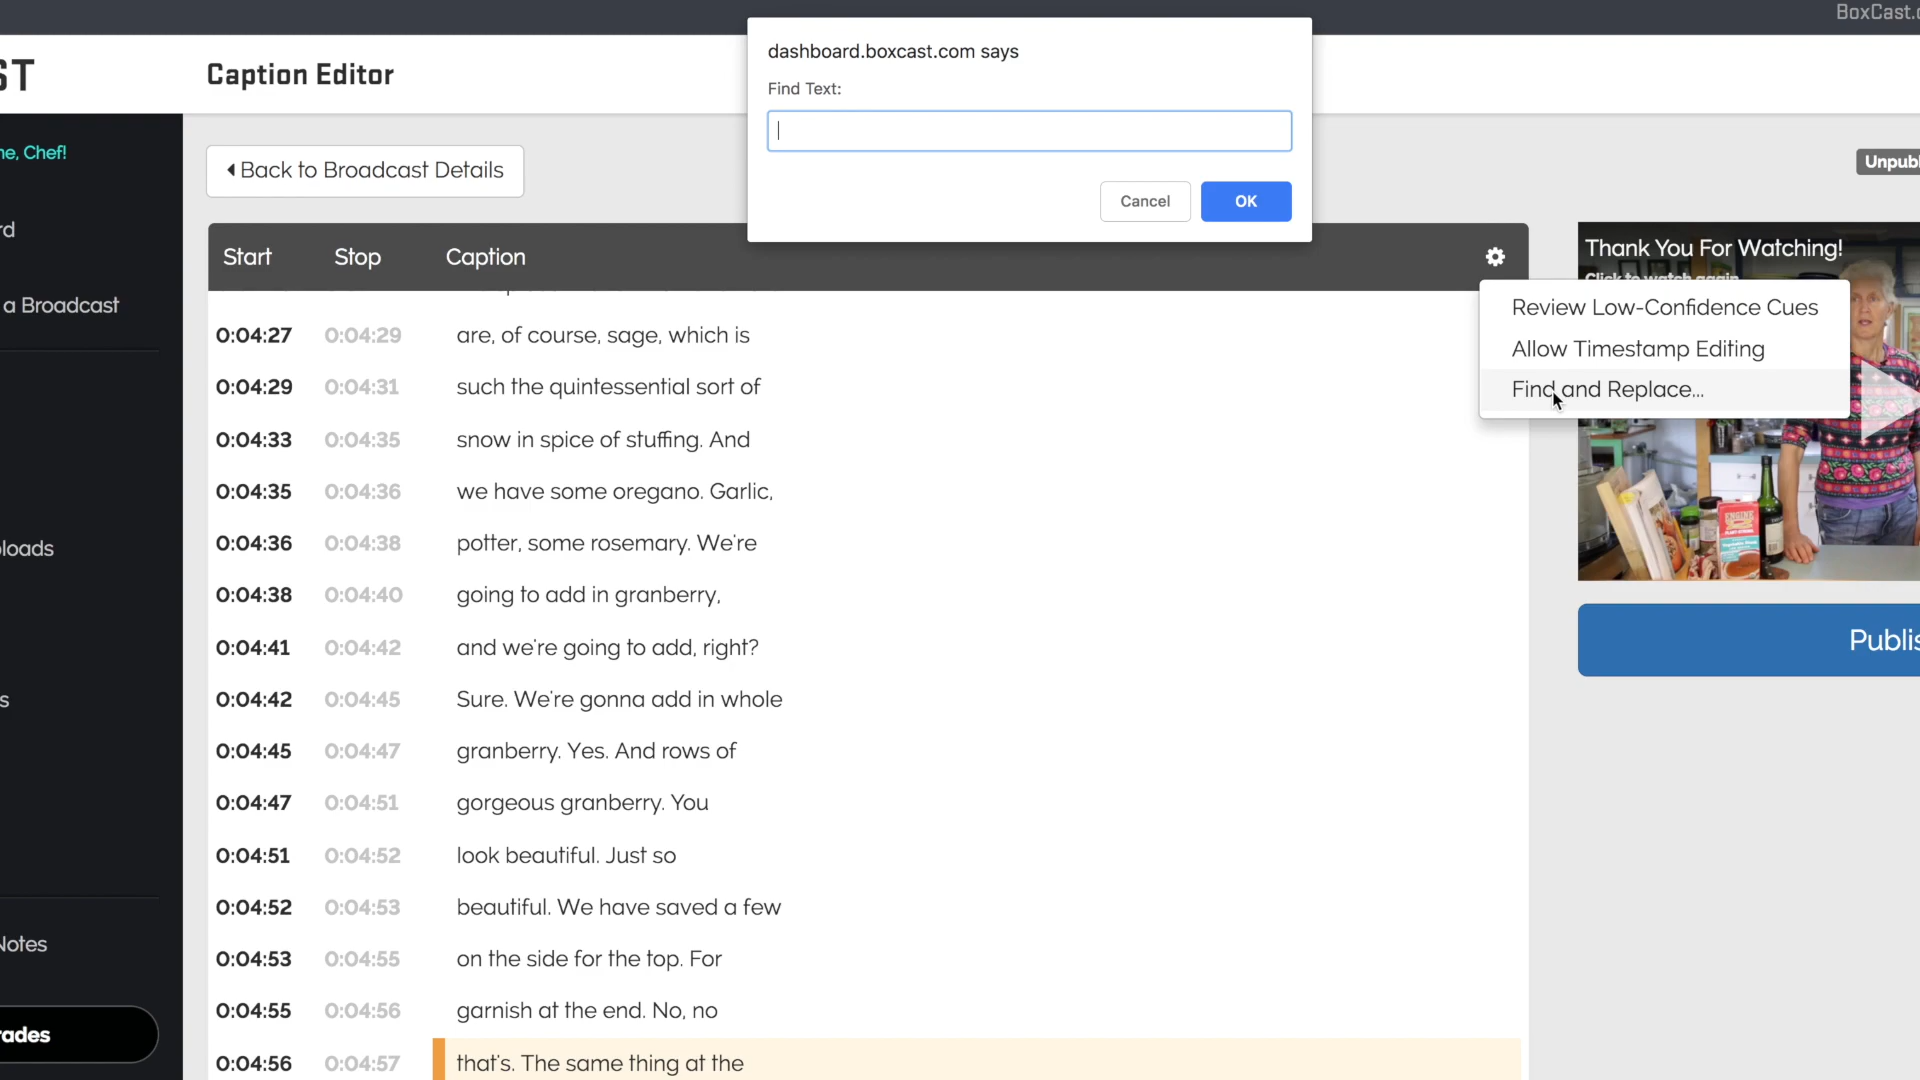 BoxCast.c
dashboard.boxcast.com says
Find Text:
Cancel
OK
ST
Caption Editor
ne, Chef!
rd
a Broadcast
loads
s
Notes
rades
Back to Broadcast Details
Unpubl
Start Stop Caption
0:04:27 0:04:29 are, of course, sage, which is
0:04:29 0:04:31 such the quintessential sort of
0:04:33 0:04:35 snow in spice of stuffing. And
0:04:35 0:04:36 we have some oregano. Garlic,
0:04:36 0:04:38 potter, some rosemary. We're
0:04:38 0:04:40 going to add in granberry,
0:04:41 0:04:42 and we're going to add, right?
0:04:42 0:04:45 Sure. We're gonna add in whole
0:04:45 0:04:47 granberry. Yes. And rows of
0:04:47 0:04:51 gorgeous granberry. You
0:04:51 0:04:52 look beautiful. Just so
0:04:52 0:04:53 beautiful. We have saved a few
0:04:53 0:04:55 on the side for the top. For
0:04:55 0:04:56 garnish at the end. No, no
0:04:56 0:04:57 that's. The same thing at the
Review Low-Confidence Cues
Allow Timestamp Editing
Find and Replace...
Thank You For Watching!
Click to watch again
ENGINE
Publis